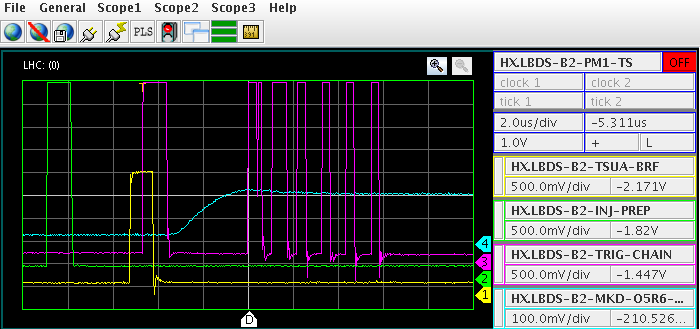 File General Scope1 Scope2 Scope3 Help
PLS
LHC: (0)
HX.LBDS-B2-PM1-TS OFF
clock 1 clock 2
tick 1 tick 2
2.0us/div -5.311us
1.0V + L
HX.LBDS-B2-TSUA-BRF
500.0mV/div -2.171V
HX.LBDS-B2-INJ-PREP
500.0mV/div -1.82V
HX.LBDS-B2-TRIG-CHAIN
500.0mV/div -1.447V
HX.LBDS-B2-MKD-O5R6-...
100.0mV/div -210.526...
4
3
2
1
D